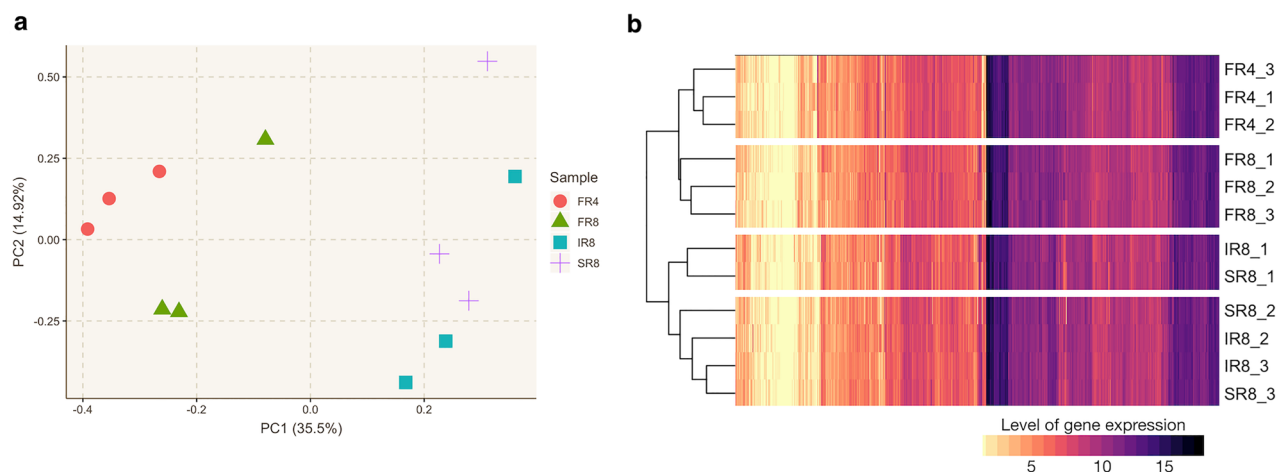 a
0.50
0.25
0.00
-0.25
PC2 (14.92%)
-0.4
-0.2
0.0
0.2
PC1 (35.5%)
Sample
FR4
FR8
IR8
SR8
b
FR4_3
FR4_1
FR4_2
FR8_1
FR8_2
FR8_3
IR8_1
SR8_1
SR8_2
IR8_2
IR8_3
SR8_3
Level of gene expression
5 10 15